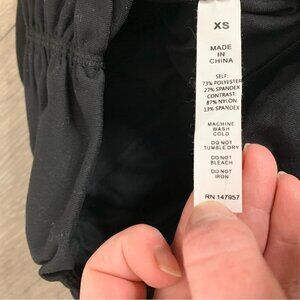 XS
MADE
IN
CHINA
SELF:
73% POLYESTER
27% SPANDEX
CONTRAST:
87% NYLON
13% SPANDEX
MACHINE
WASH
COLD
DO NOT
TUMBLE DRY
DO NOT
BLEACH
DO NOT
IRON
RN 147957